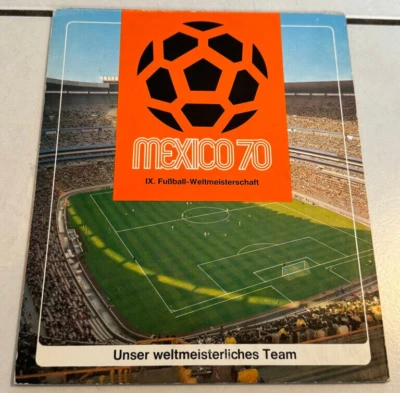 MEXICO 70
IX. Fußball-Weltmeisterschaft
Unser weltmeisterliches Team